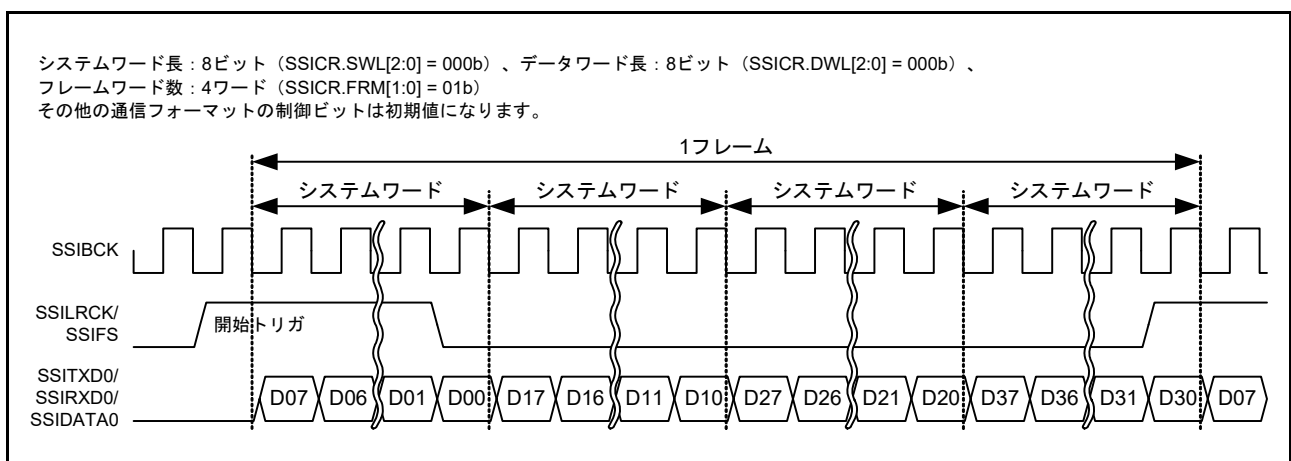 システムワード長：8ビット（SSICR.SWL[2:0] = 000b）、データワード長：8ビット（SSICR.DWL[2:0] = 000b）、
フレームワード数：4ワード（SSICR.FRM[1:0] = 01b）
その他の通信フォーマットの制御ビットは初期値になります。
1フレーム
システムワード システムワード システムワード システムワード
SSIBCK
SSILRCK/
SSIFS
開始トリガ
SSITXD0/
SSIRXD0/
SSIDATA0
D07 D06 D01 D00 D17 D16 D11 D10 D27 D26 D21 D20 D37 D36 D31 D30 D07